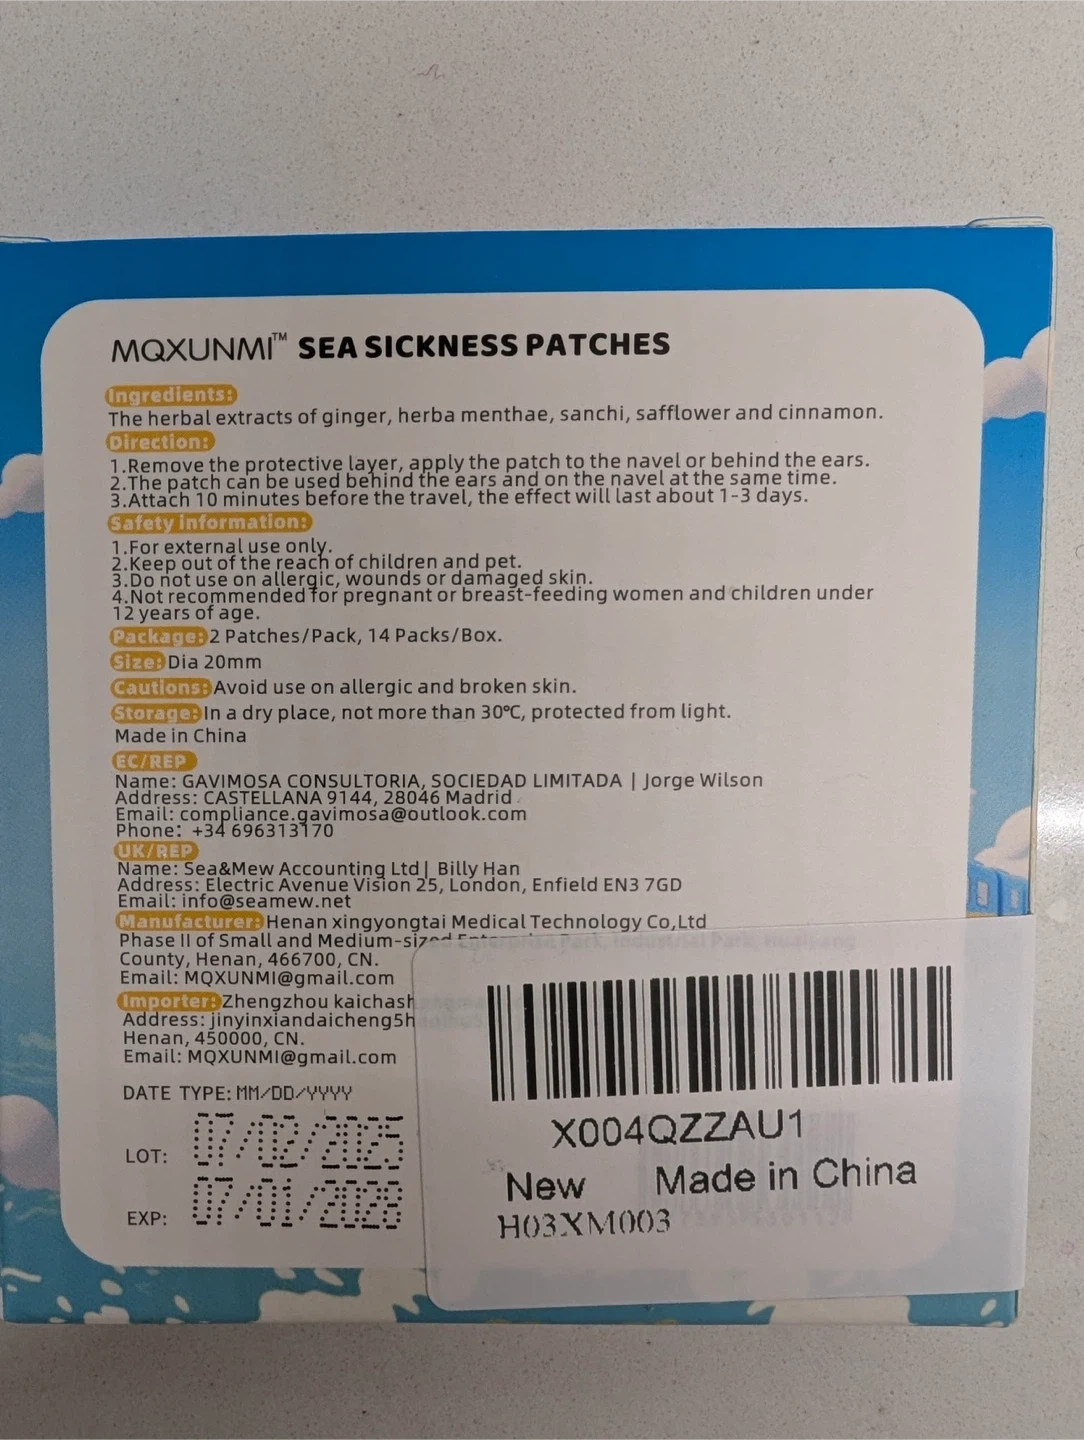 MQXUNMI™ SEA SICKNESS PATCHES
Ingredients:
The herbal extracts of ginger, herba menthae, sanchi, safflower and cinnamon.
Direction:
1.Remove the protective layer, apply the patch to the navel or behind the ears.
2.The patch can be used behind the ears and on the navel at the same time.
3.Attach 10 minutes before the travel, the effect will last about 1-3 days.
Safety information:
1.For external use only.
2.Keep out of the reach of children and pet.
3.Do not use on allergic, wounds or damaged skin.
4.Not recommended for pregnant or breast-feeding women and children under
12 years of age.
Package: 2 Patches/Pack, 14 Packs/Box.
Size: Dia 20mm
Cautions: Avoid use on allergic and broken skin.
Storage: In a dry place, not more than 30℃, protected from light.
Made in China
EC/REP
Name: GAVIMOSA CONSULTORIA, SOCIEDAD LIMITADA | Jorge Wilson
Address: CASTELLANA 9144, 28046 Madrid
Email: compliance.gavimosa@outlook.com
Phone: +34 696313170
UK/REP
Name: Sea&Mew Accounting Ltd| Billy Han
Address: Electric Avenue Vision 25, London, Enfield EN3 7GD
Email: info@seamew.net
Manufacturer: Henan xingyongtai Medical Technology Co,Ltd
Phase II of Small and Medium-sized Enterprise Park, Industrial Park,
County, Henan, 466700, CN.
Email: MQXUNMI@gmail.com
Importer: Zhengzhou kaichash
Address: jinyinxiandaicheng5h
Henan, 450000, CN.
Email: MQXUNMI@gmail.com
DATE TYPE: MM/DD/YYYY
LOT: 07/02/2025
EXP: 07/01/2028
X004QZZAU1
New Made in China
H03XM003